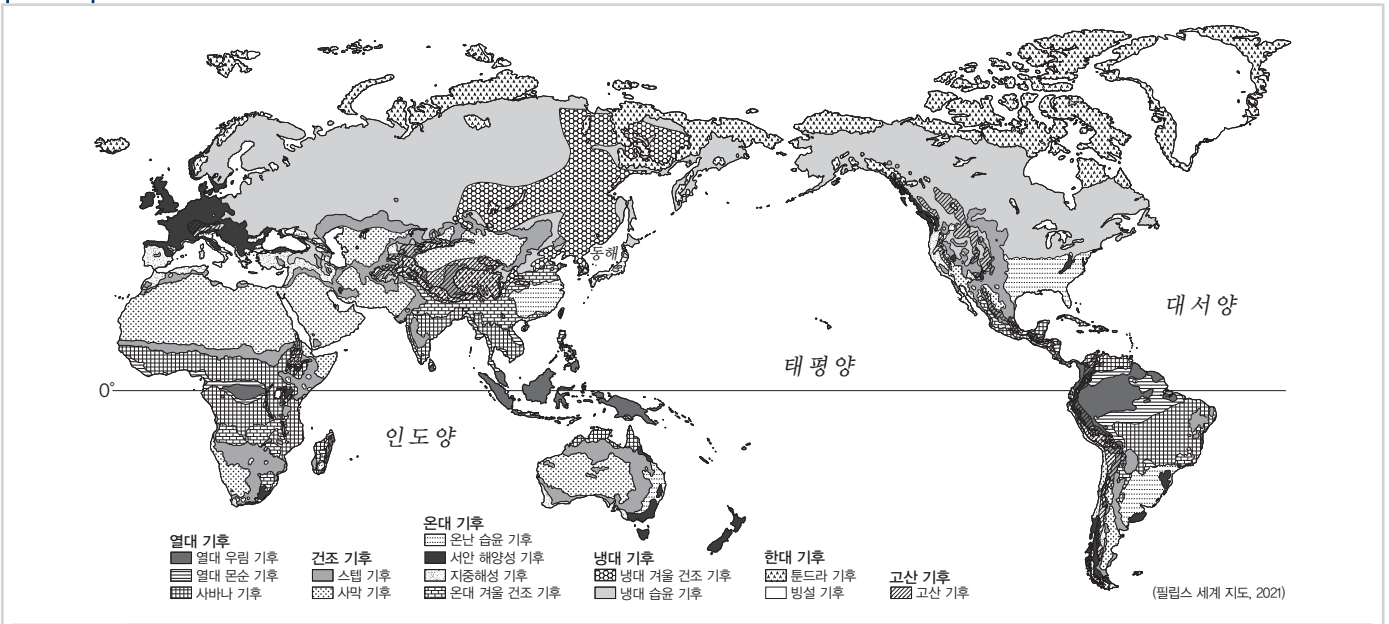 동해
대서양
태평양
0°
인도양
열대 기후
열대 우림 기후
열대 몬순 기후
사바나 기후
건조 기후
스텝 기후
사막 기후
온대 기후
온난 습윤 기후
서안 해양성 기후
지중해성 기후
온대 겨울 건조 기후
냉대 기후
냉대 겨울 건조 기후
냉대 습윤 기후
한대 기후
툰드라 기후
빙설 기후
고산 기후
고산 기후
(필립스 세계 지도, 2021)